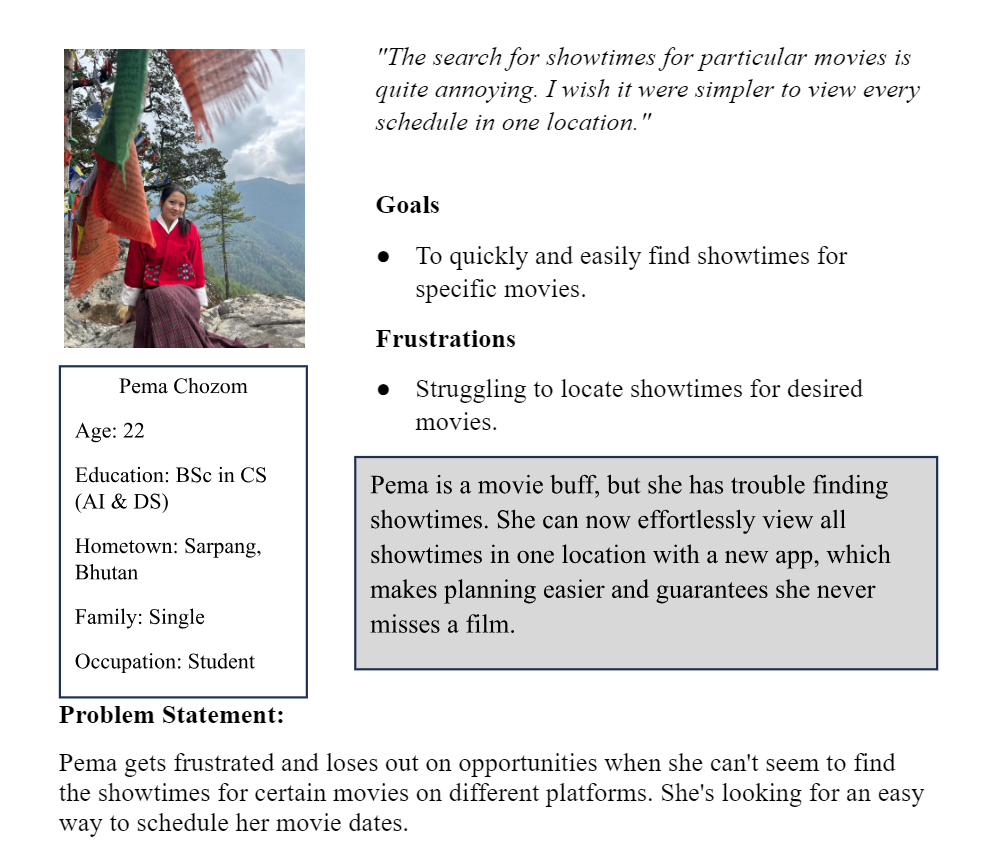 "The search for showtimes for particular movies is
quite annoying. I wish it were simpler to view every
schedule in one location."
Goals
● To quickly and easily find showtimes for
specific movies.
Frustrations
● Struggling to locate showtimes for desired
movies.
Pema Chozom
Age: 22
Education: BSc in CS
(AI & DS)
Hometown: Sarpang,
Bhutan
Family: Single
Occupation: Student
Pema is a movie buff, but she has trouble finding
showtimes. She can now effortlessly view all
showtimes in one location with a new app, which
makes planning easier and guarantees she never
misses a film.
Problem Statement:
Pema gets frustrated and loses out on opportunities when she can't seem to find
the showtimes for certain movies on different platforms. She's looking for an easy
way to schedule her movie dates.